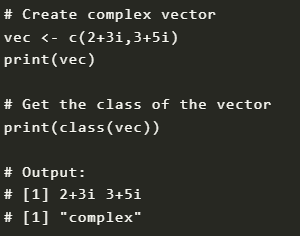 # Create complex vector
vec <- c(2+3i,3+5i)
print(vec)

# Get the class of the vector
print(class(vec))

# Output:
# [1] 2+3i 3+5i
# [1] "complex"